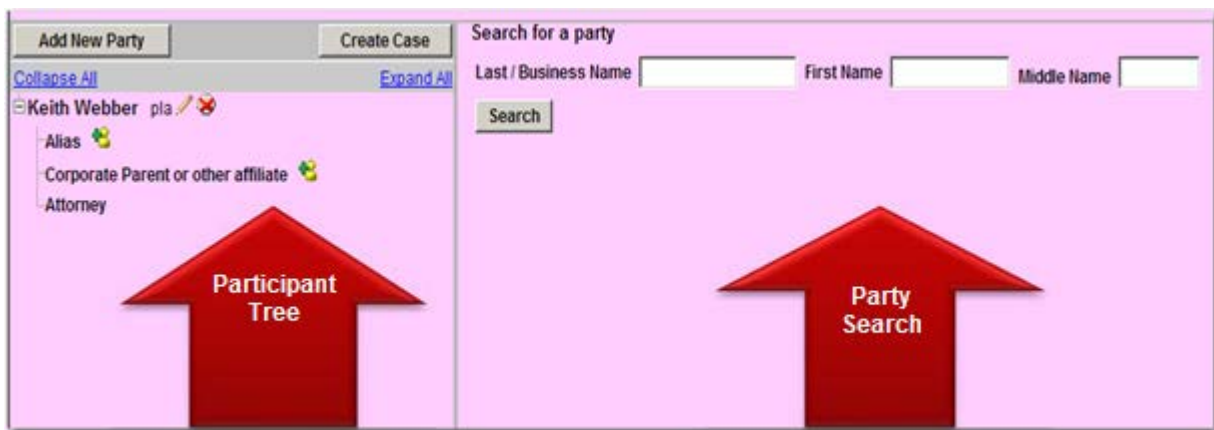 Add New Party
Create Case
Collapse All
Expand All
Keith Webber pla
Alias
Corporate Parent or other affiliate
Attorney
Participant
Tree
Search for a party
Last / Business Name
First Name
Middle Name
Search
Party
Search